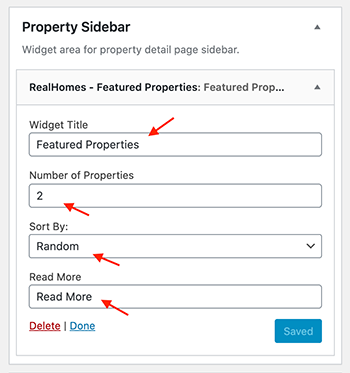 Property Sidebar
Widget area for property detail page sidebar.
RealHomes - Featured Properties: Featured Prop...
Widget Title
Featured Properties
Number of Properties
2
Sort By:
Random
Read More
Read More
Delete | Done
Saved